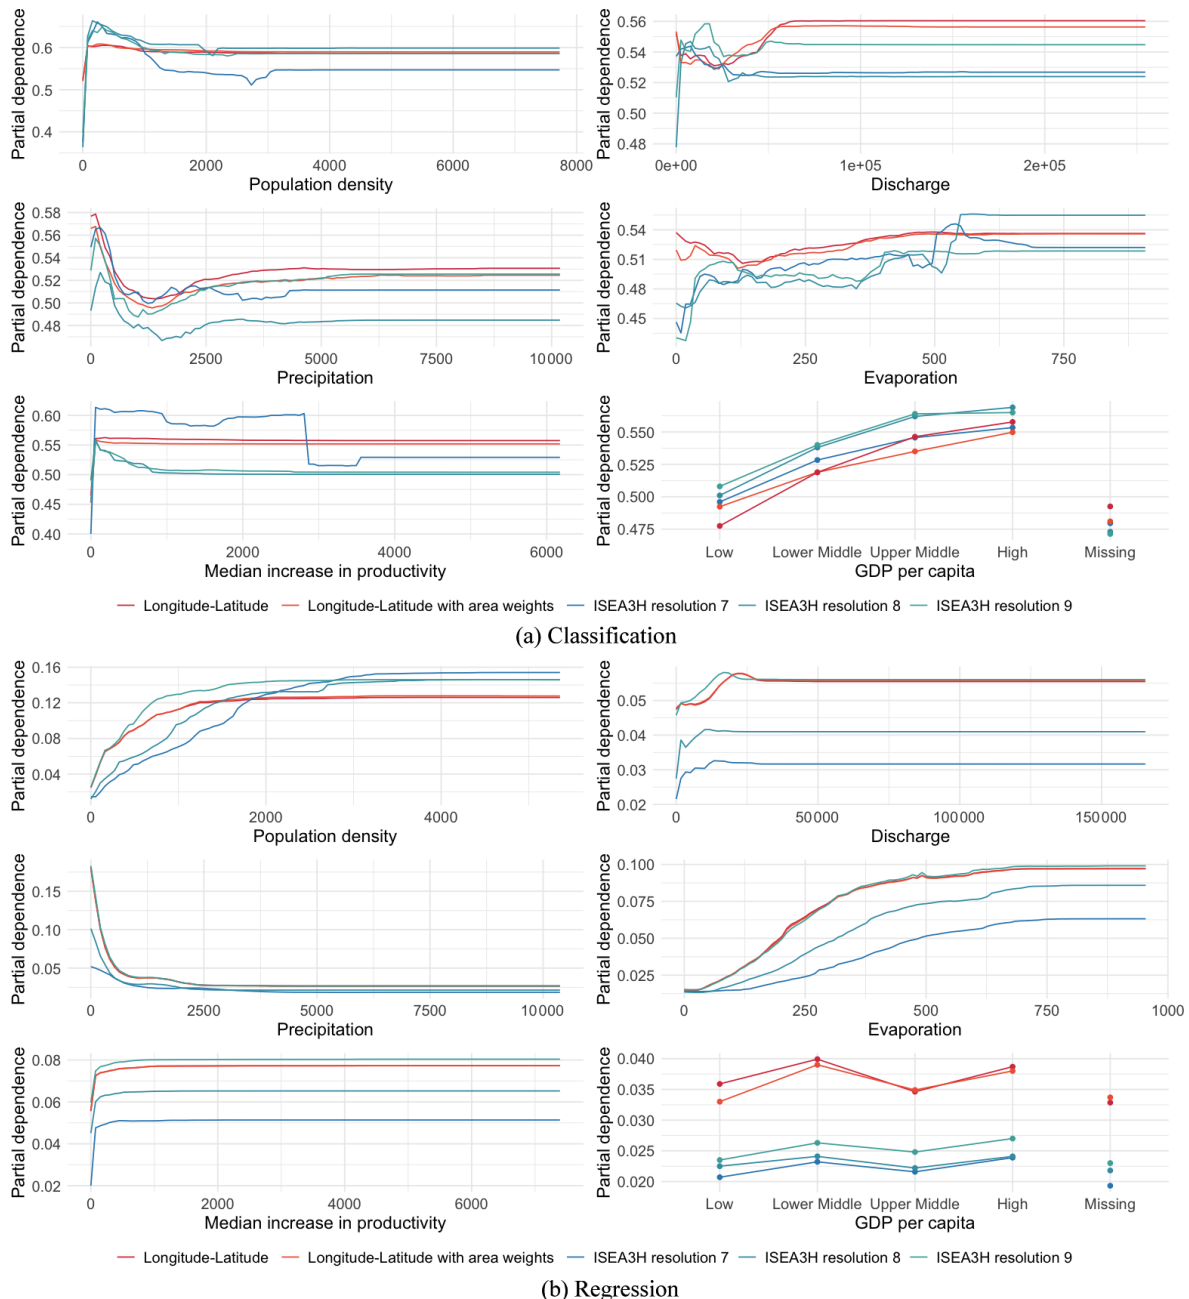 Partial dependence
0.6
0.5
0.4
0 2000 4000 6000 8000
Population density
Partial dependence
0.56
0.54
0.52
0.50
0.48
0e+00 1e+05 2e+05
Discharge
Partial dependence
0.58
0.56
0.54
0.52
0.50
0.48
0 2500 5000 7500 10000
Precipitation
Partial dependence
0.54
0.51
0.48
0.45
0 250 500 750
Evaporation
Partial dependence
0.60
0.55
0.50
0.45
0.40
0 2000 4000 6000
Median increase in productivity
Partial dependence
0.550
0.525
0.500
0.475
Low Lower Middle Upper Middle High Missing
GDP per capita
Longitude-Latitude Longitude-Latitude with area weights ISEA3H resolution 7 ISEA3H resolution 8 ISEA3H resolution 9
(a) Classification
Partial dependence
0.16
0.12
0.08
0.04
0 2000 4000
Population density
Partial dependence
0.05
0.04
0.03
0.02
0 50000 100000 150000
Discharge
Partial dependence
0.15
0.10
0.05
0 2500 5000 7500 10000
Precipitation
Partial dependence
0.100
0.075
0.050
0.025
0 250 500 750 1000
Evaporation
Partial dependence
0.08
0.06
0.04
0.02
0 2000 4000 6000
Median increase in productivity
Partial dependence
0.040
0.035
0.030
0.025
0.020
Low Lower Middle Upper Middle High Missing
GDP per capita
Longitude-Latitude Longitude-Latitude with area weights ISEA3H resolution 7 ISEA3H resolution 8 ISEA3H resolution 9
(b) Regression